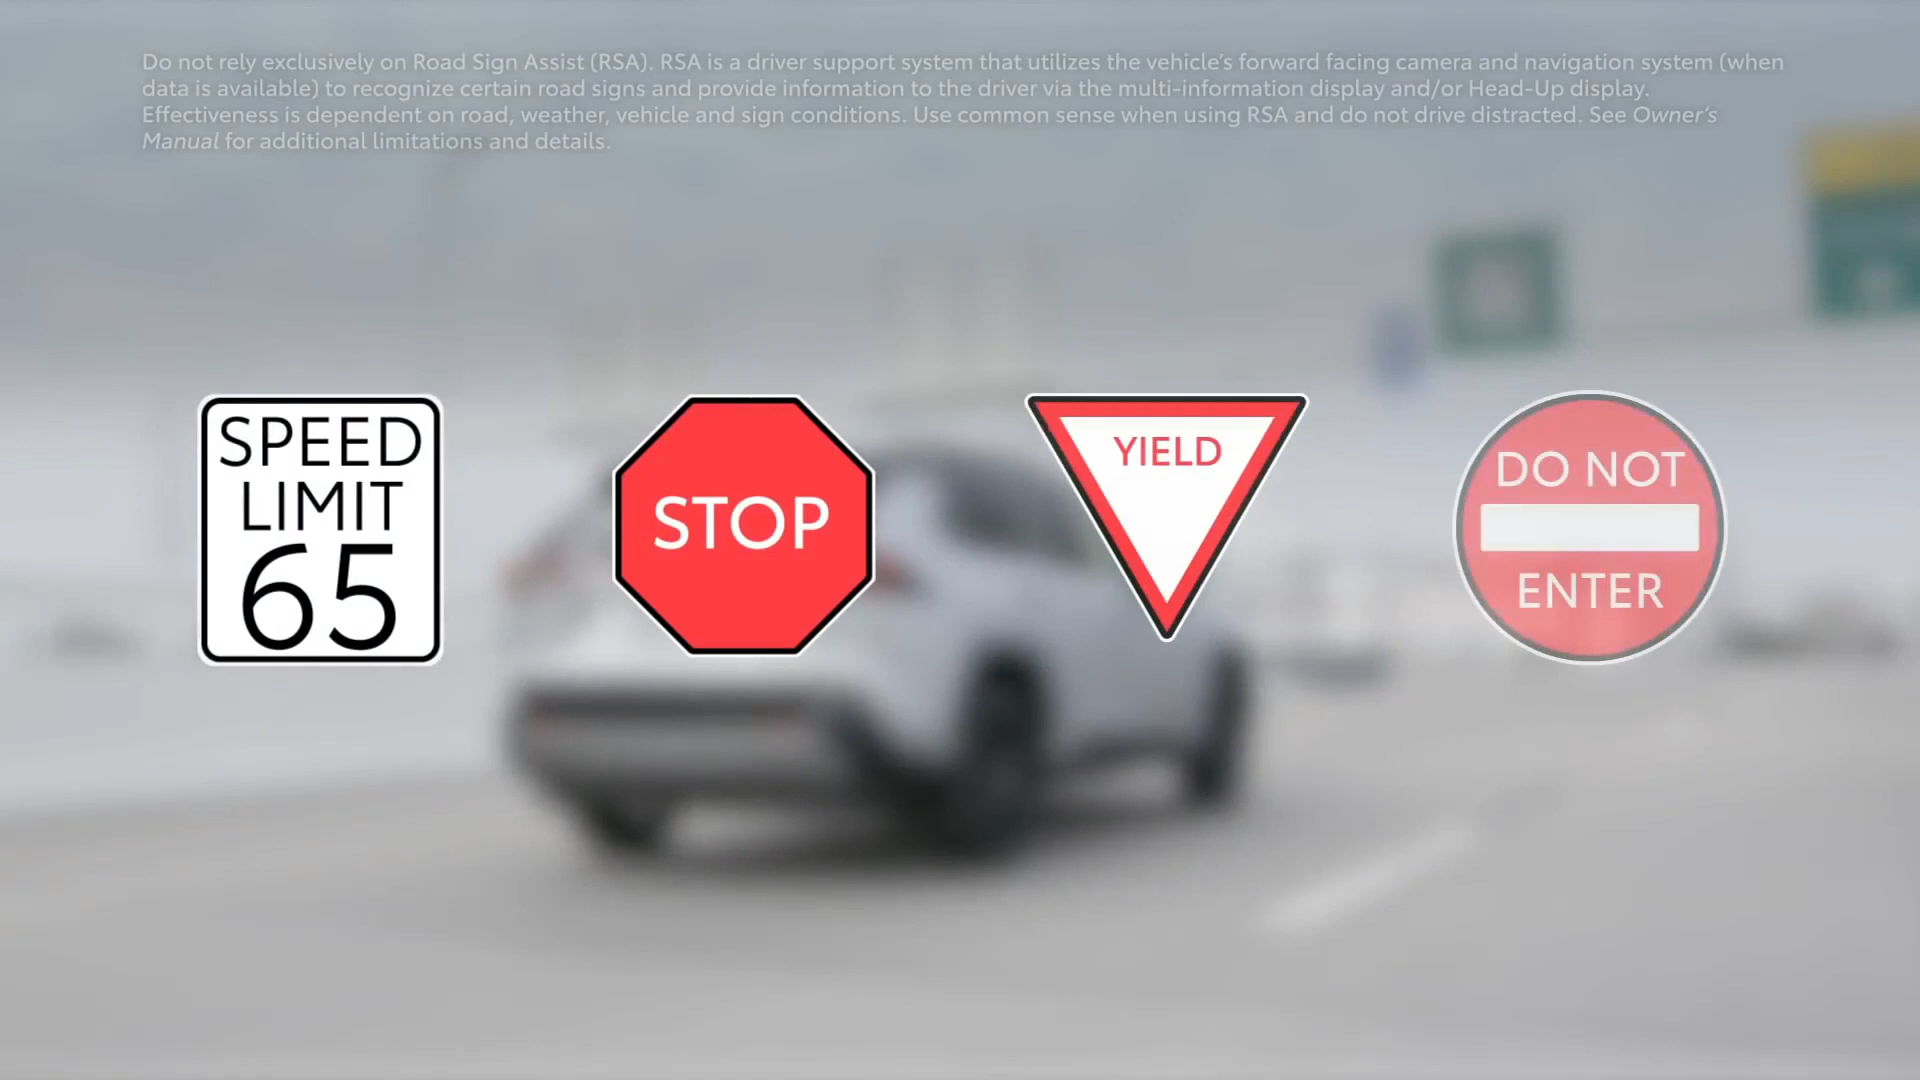 Do not rely exclusively on Road Sign Assist (RSA). RSA is a driver support system that utilizes the vehicle's forward facing camera and navigation system (when
data is available) to recognize certain road signs and provide information to the driver via the multi-information display and/or Head-Up display.
Effectiveness is dependent on road, weather, vehicle and sign conditions. Use common sense when using RSA and do not drive distracted. See Owner's
Manual for additional limitations and details.
SPEED
LIMIT
65
STOP
YIELD
DO NOT
ENTER